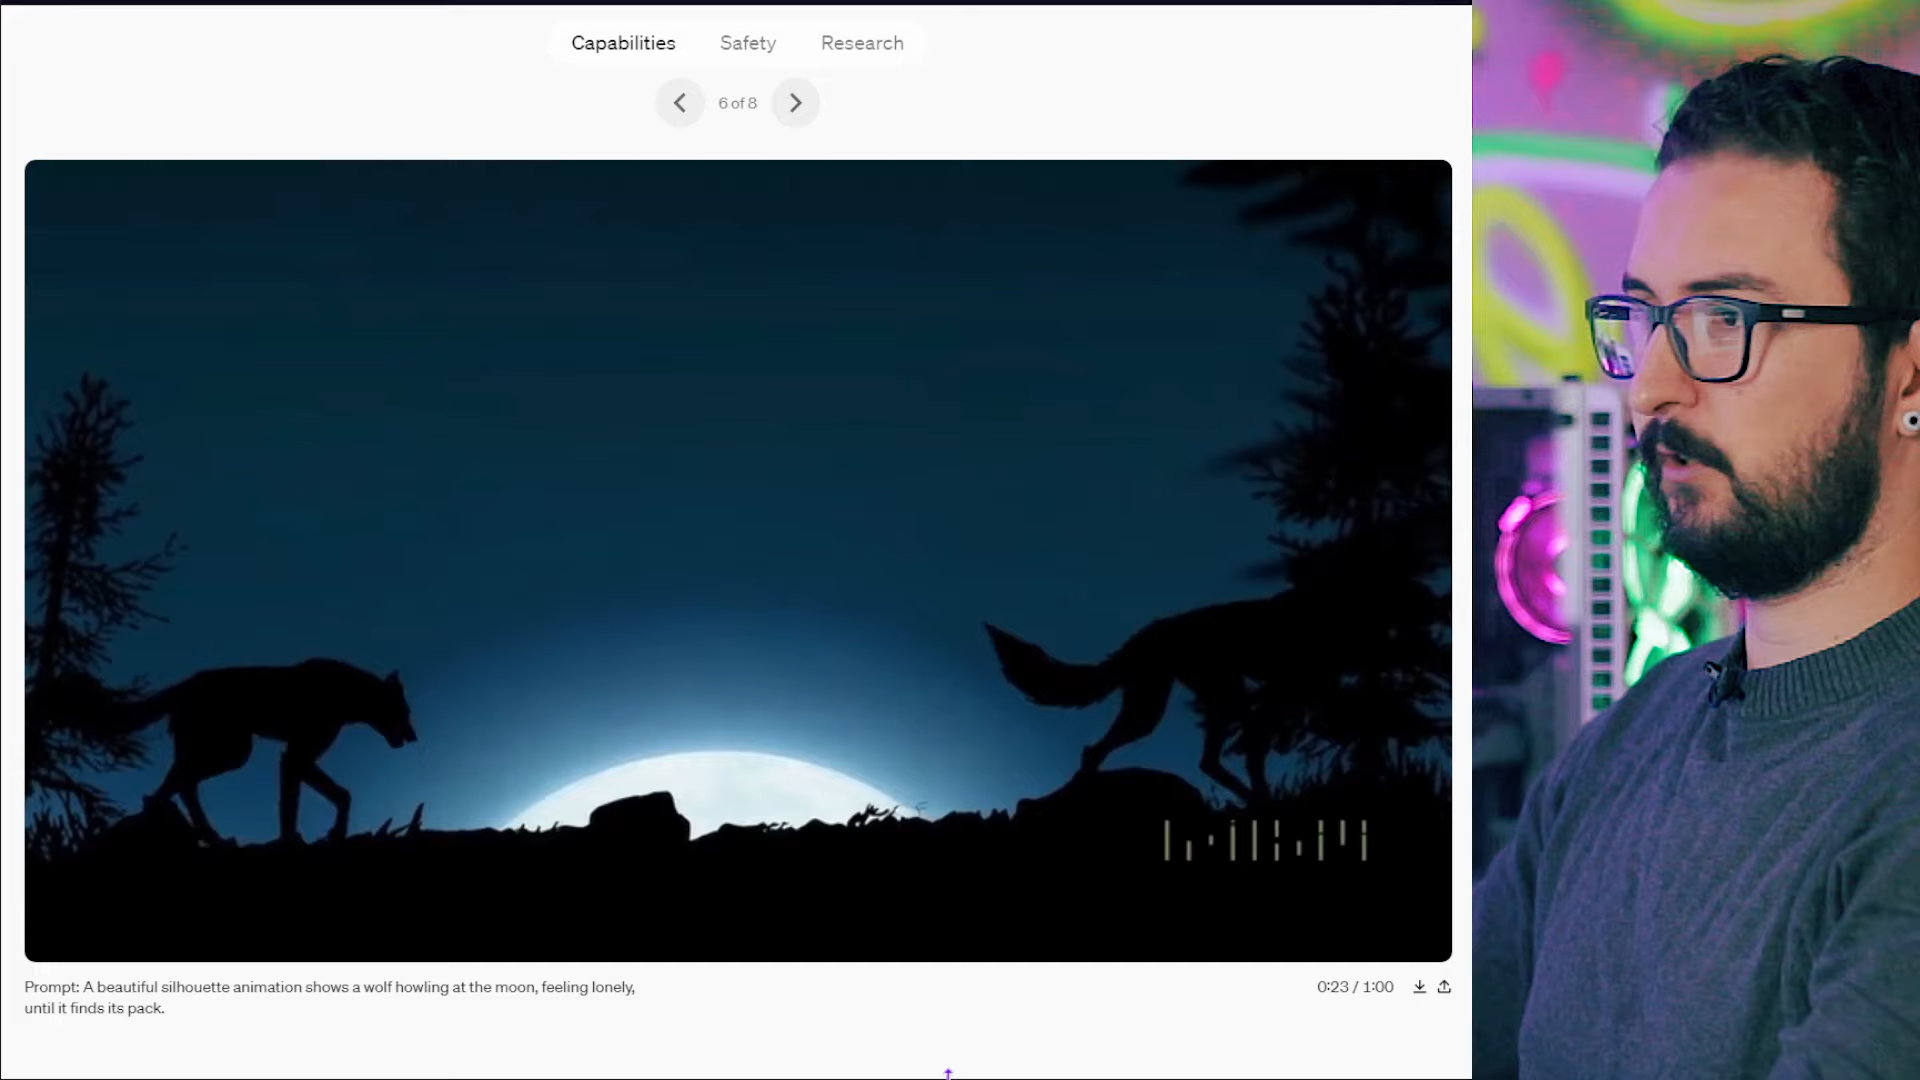 Capabilities Safety Research
6 of 8
Prompt: A beautiful silhouette animation shows a wolf howling at the moon, feeling lonely,
until it finds its pack.
0:23 / 1:00